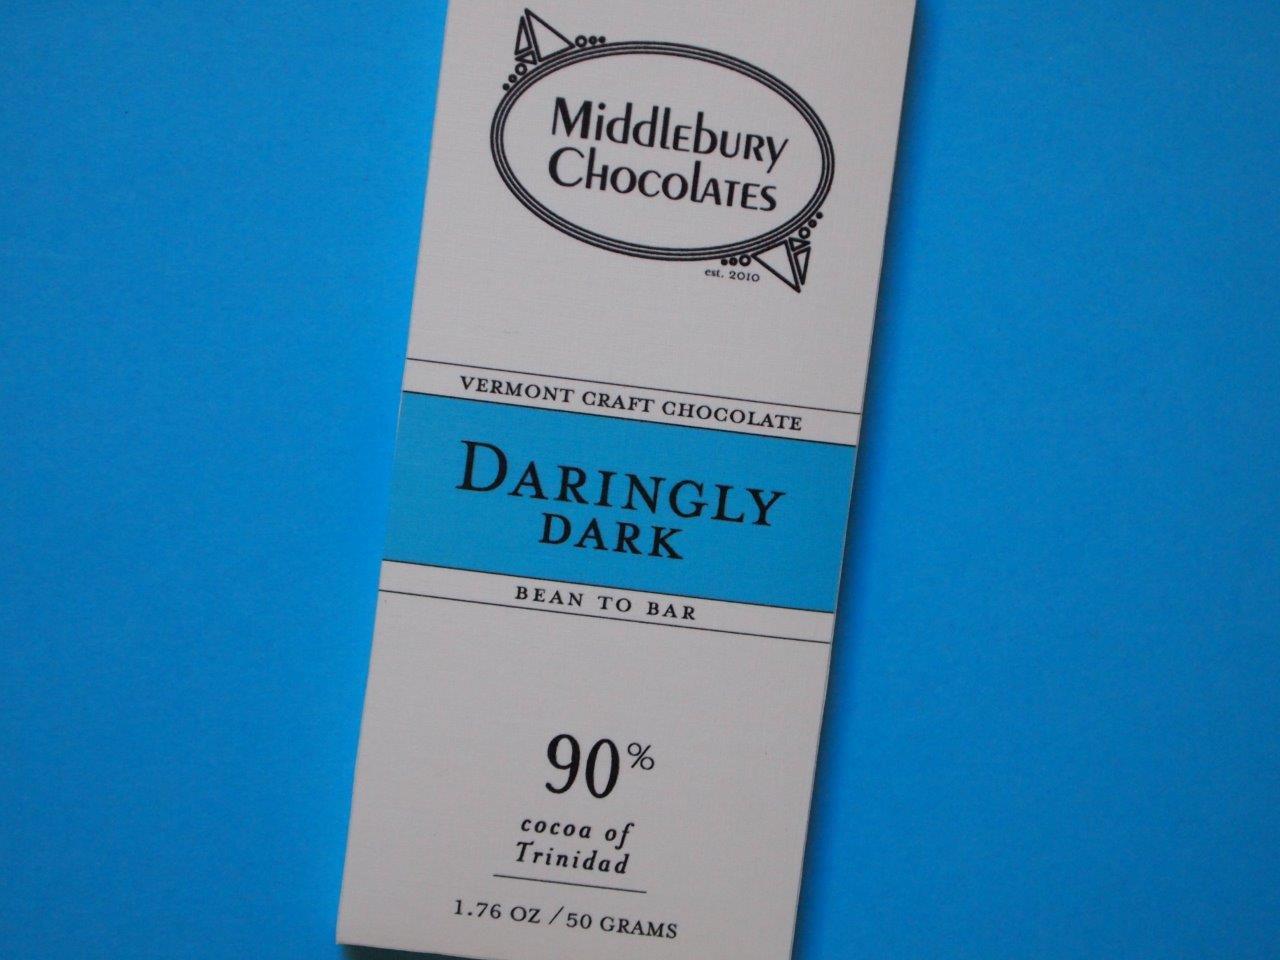 Middlebury
Chocolates
est. 2010
VERMONT CRAFT CHOCOLATE
DARINGLY
DARK
BEAN TO BAR
90%
cocoa of
Trinidad
1.76 OZ / 50 GRAMS